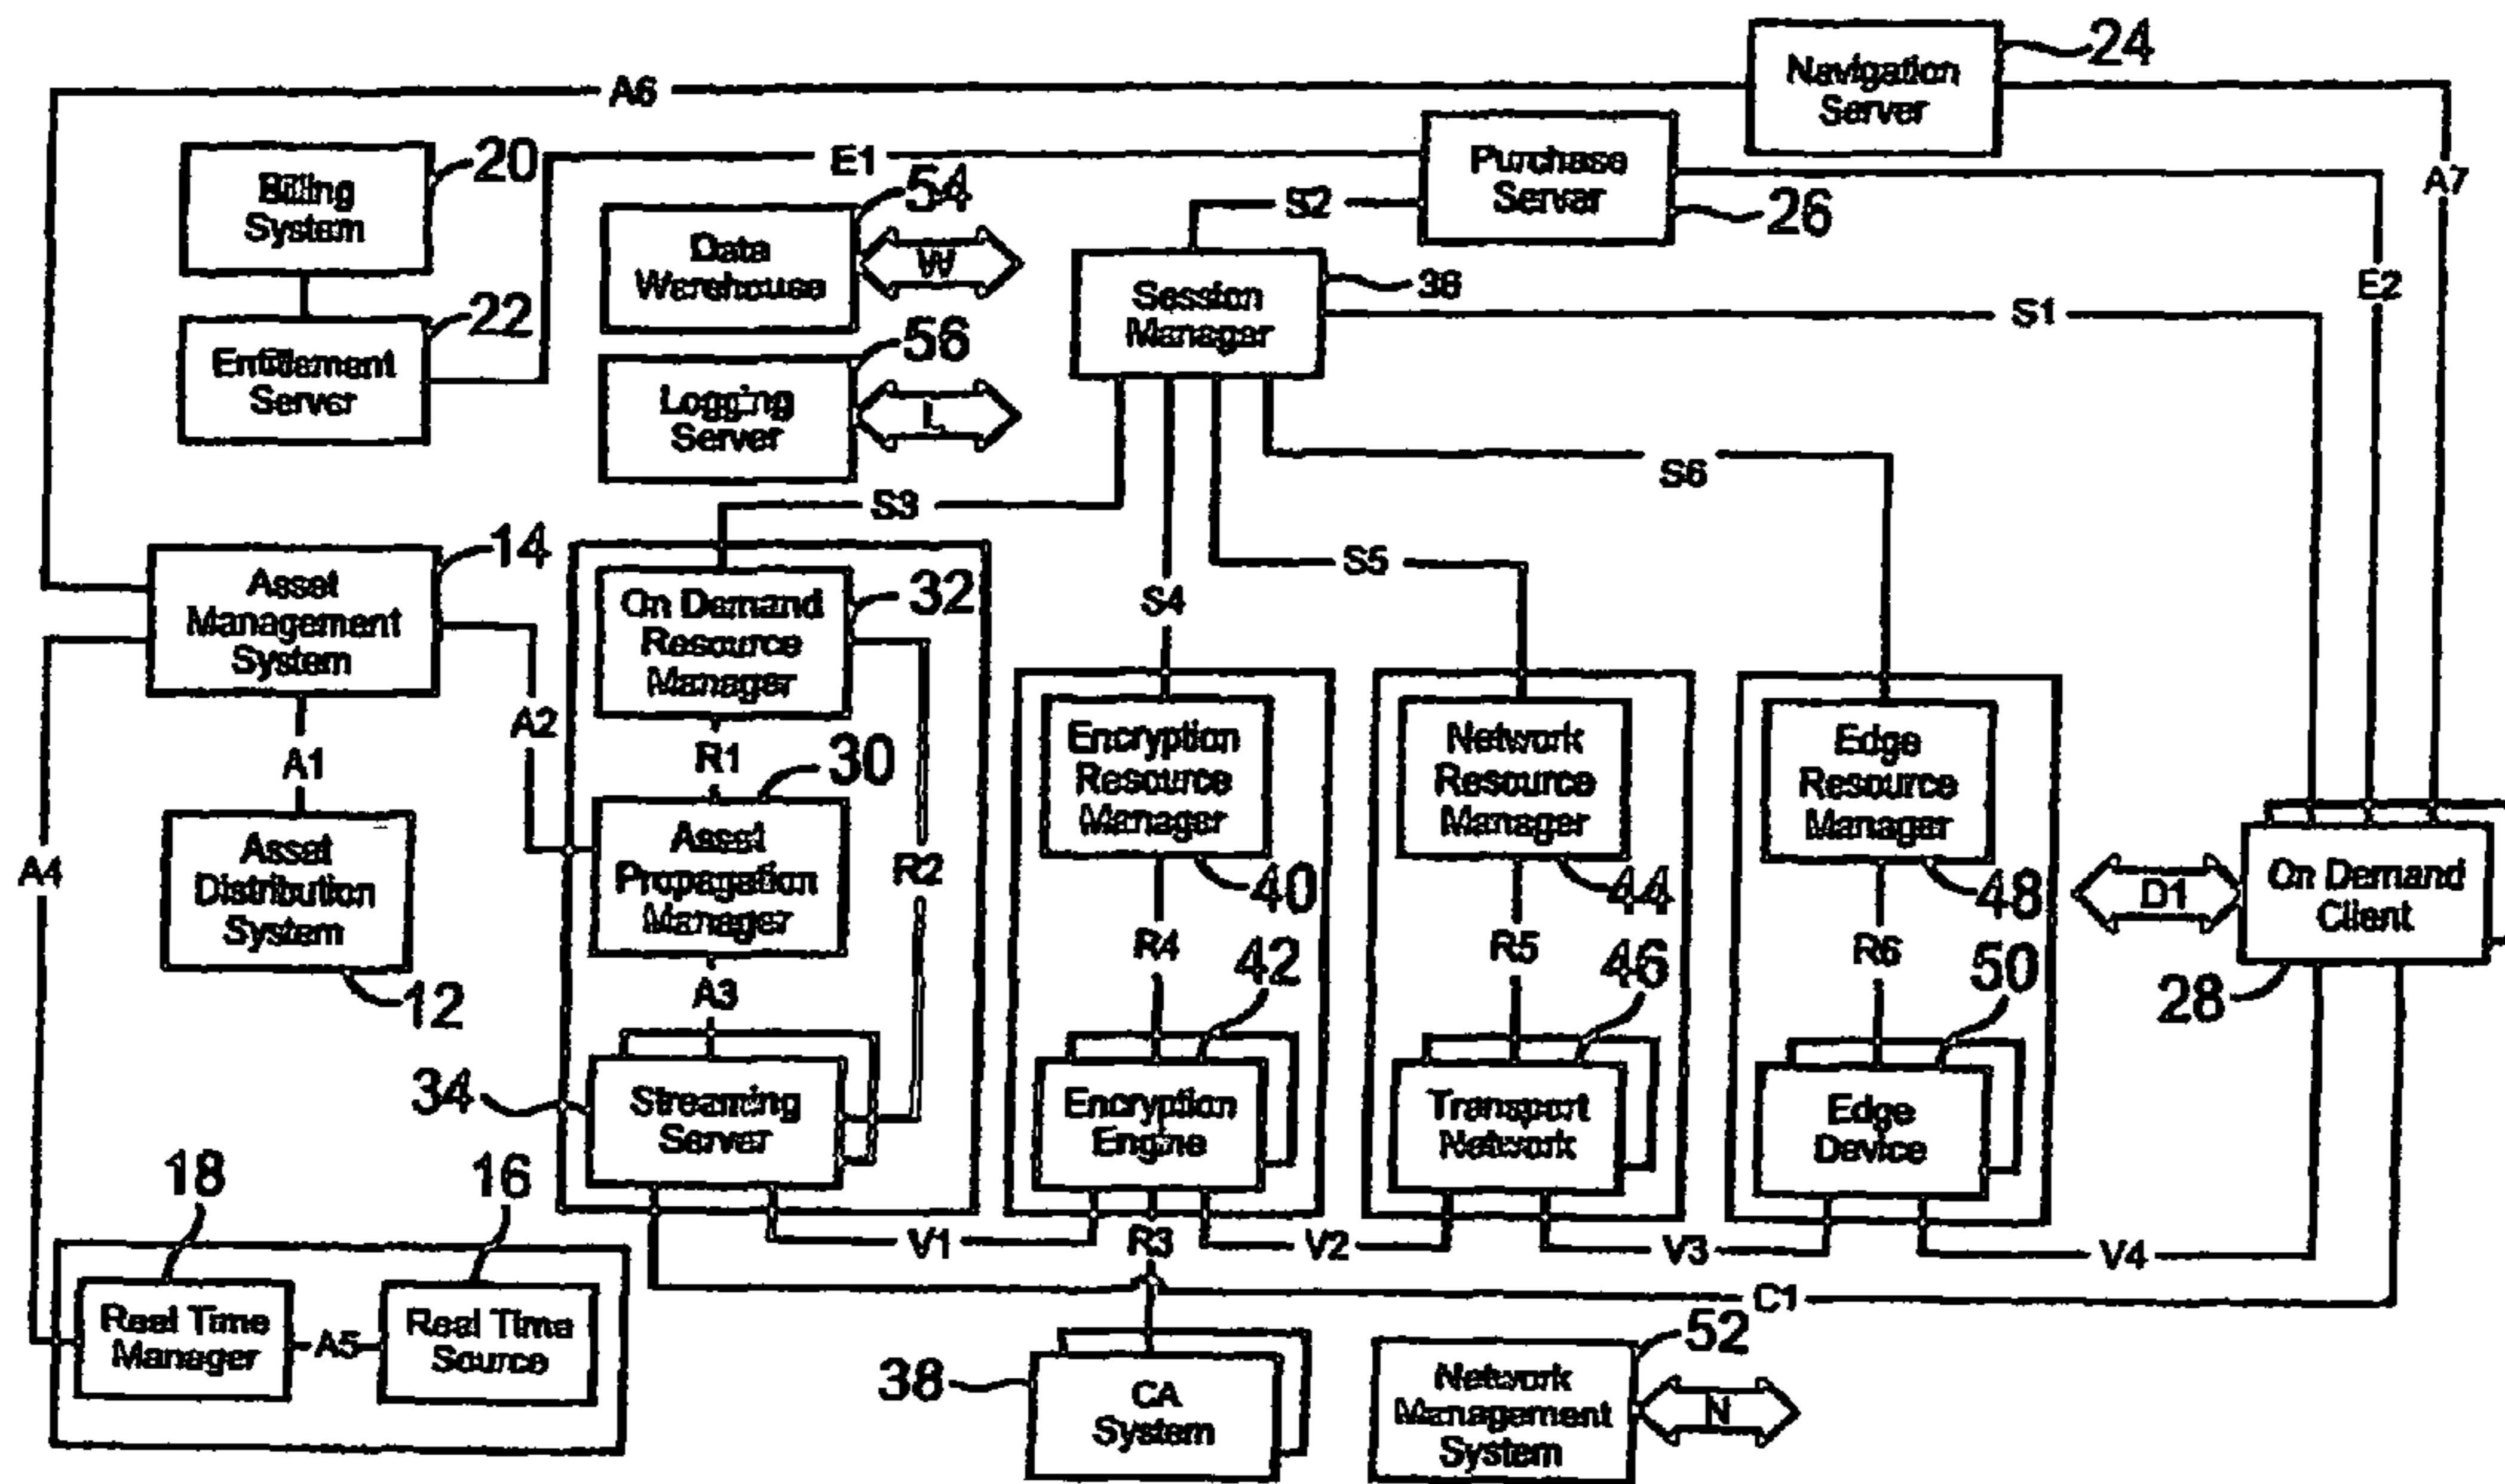 24
Navigation
Server
A6
Purchase
Server
26
A7
E1
20
Billing
System
54
Data
Warehouse
W
S2
Session
Manager
36
E2
S1
22
Entitlement
Server
56
Logging
Server
L
S3
S6
14
Asset
Management
System
32
On Demand
Resource
Manager
S5
S4
A2
R1
30
A1
Encryption
Resource
Manager
40
Network
Resource
Manager
44
Edge
Resource
Manager
48
A4
Asset
Distribution
System
12
Asset
Propagation
Manager
R2
D1
On Demand
Client
28
A3
R4
42
R5
46
R6
50
34
Streaming
Server
Encryption
Engine
Transport
Network
Edge
Device
18
16
V1
R3
V2
V3
V4
C1
Real Time
Manager
A5
Real Time
Source
38
CA
System
52
Network
Management
System
N